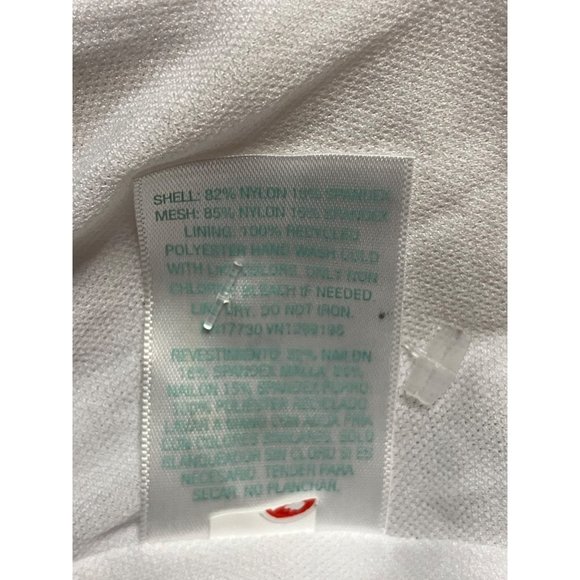 SHELL: 82% NYLON 18% SPANDEX
MESH: 85% NYLON 15% SPANDEX
LINING: 100% RECYCLED
POLYESTER HAND WASH COLD
WITH LIKE COLORS. ONLY NON
CHLORINE BLEACH IF NEEDED
LINE DRY. DO NOT IRON.
VN1299196
REVESTIMIENTO: 82% NAILON
18% SPANDEX MALLA:
NAILON 15% SPANDEX FORRO:
100% POLIESTER RECICLADO
LAVAR A MANO CON AGUA FRIA
CON COLORES SIMILARES. SOLO
BLANQUEADOR SIN CLORO SI ES
NECESARIO. TENDER PARA
SECAR. NO PLANCHAR.